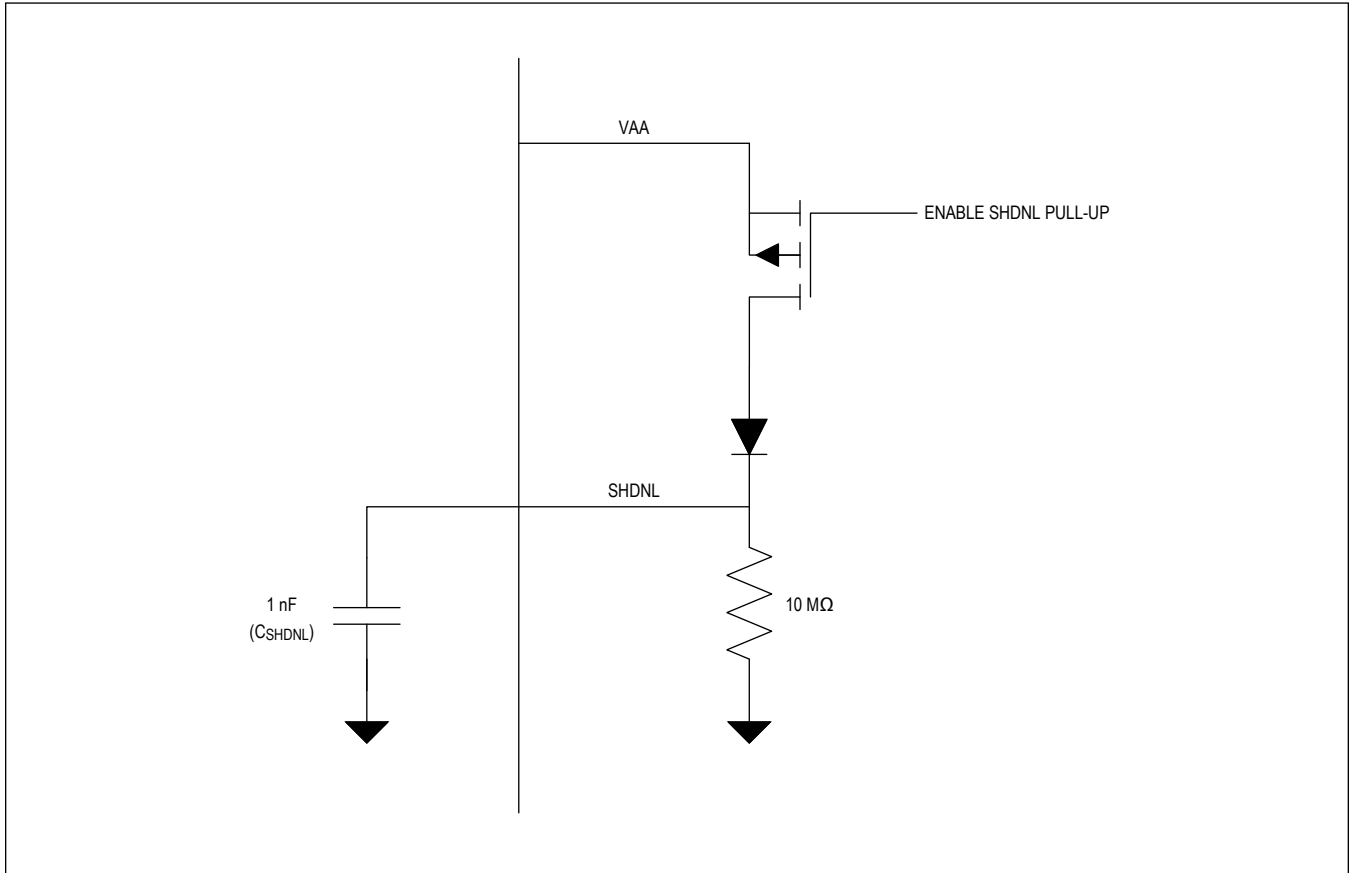 VAA
ENABLE SHDNL PULL-UP
SHDNL
1 nF
(CSHDNL)
10 MΩ